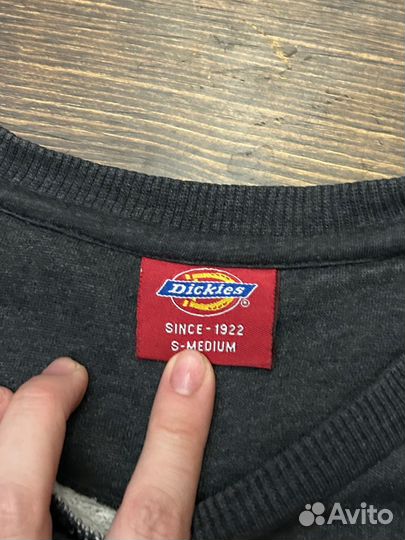 Dickies ®
SINCE - 1922
S-MEDIUM
Avito